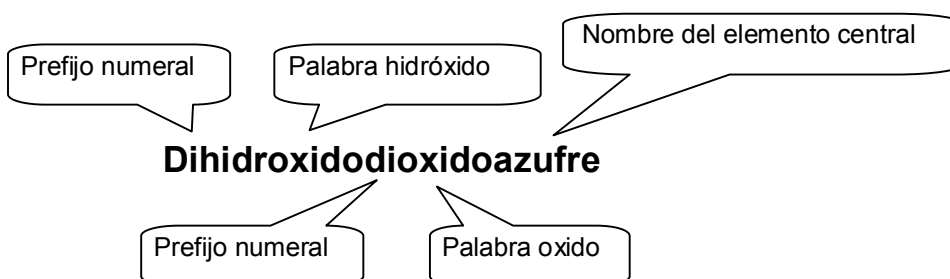 Nombre del elemento central
Prefijo numeral
Palabra hidróxido
Dihidroxidodioxidoazufre
Prefijo numeral
Palabra oxido